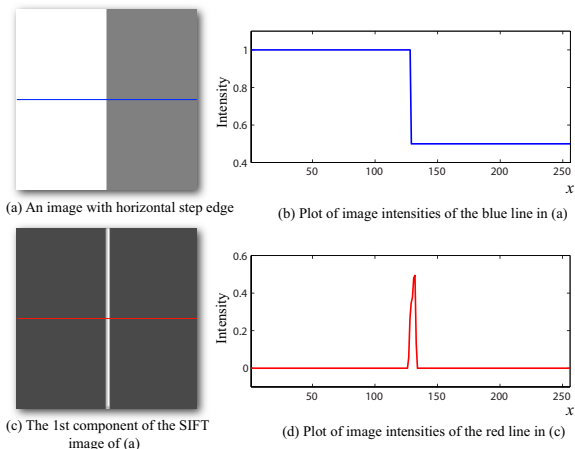 1
0.8
0.6
0.4
Intensity
50
100
150
200
250
x
(a) An image with horizontal step edge
(b) Plot of image intensities of the blue line in (a)
0.6
0.4
0.2
0
Intensity
50
100
150
200
250
x
(c) The 1st component of the SIFT
image of (a)
(d) Plot of image intensities of the red line in (c)